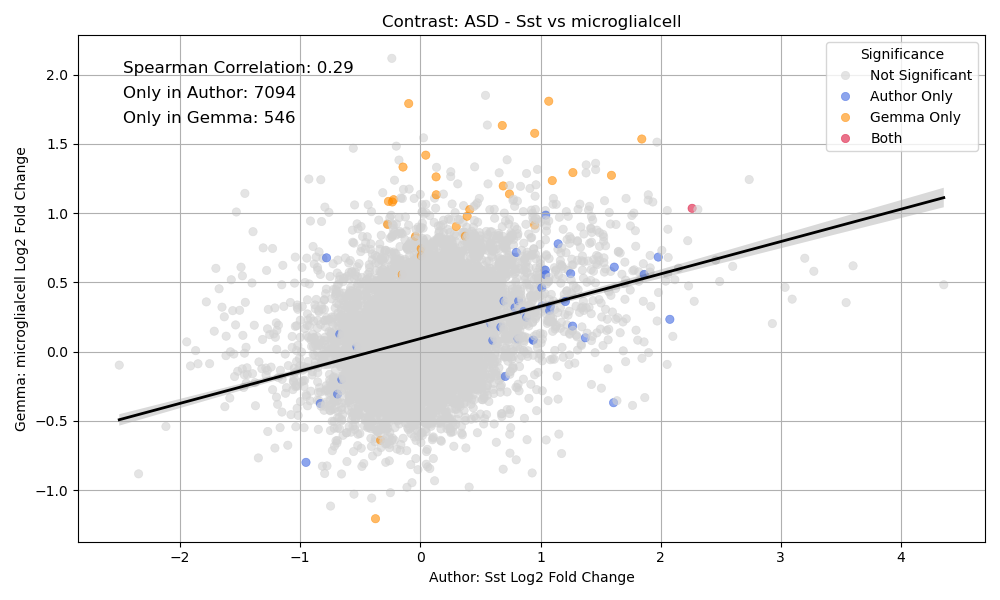 Contrast: ASD - Sst vs microglialcell
Spearman Correlation: 0.29
Only in Author: 7094
Only in Gemma: 546
Significance
Not Significant
Author Only
Gemma Only
Both
Gemma: microglialcell Log2 Fold Change
2.0
1.5
1.0
0.5
0.0
−0.5
−1.0
−2
−1
0
1
2
3
4
Author: Sst Log2 Fold Change